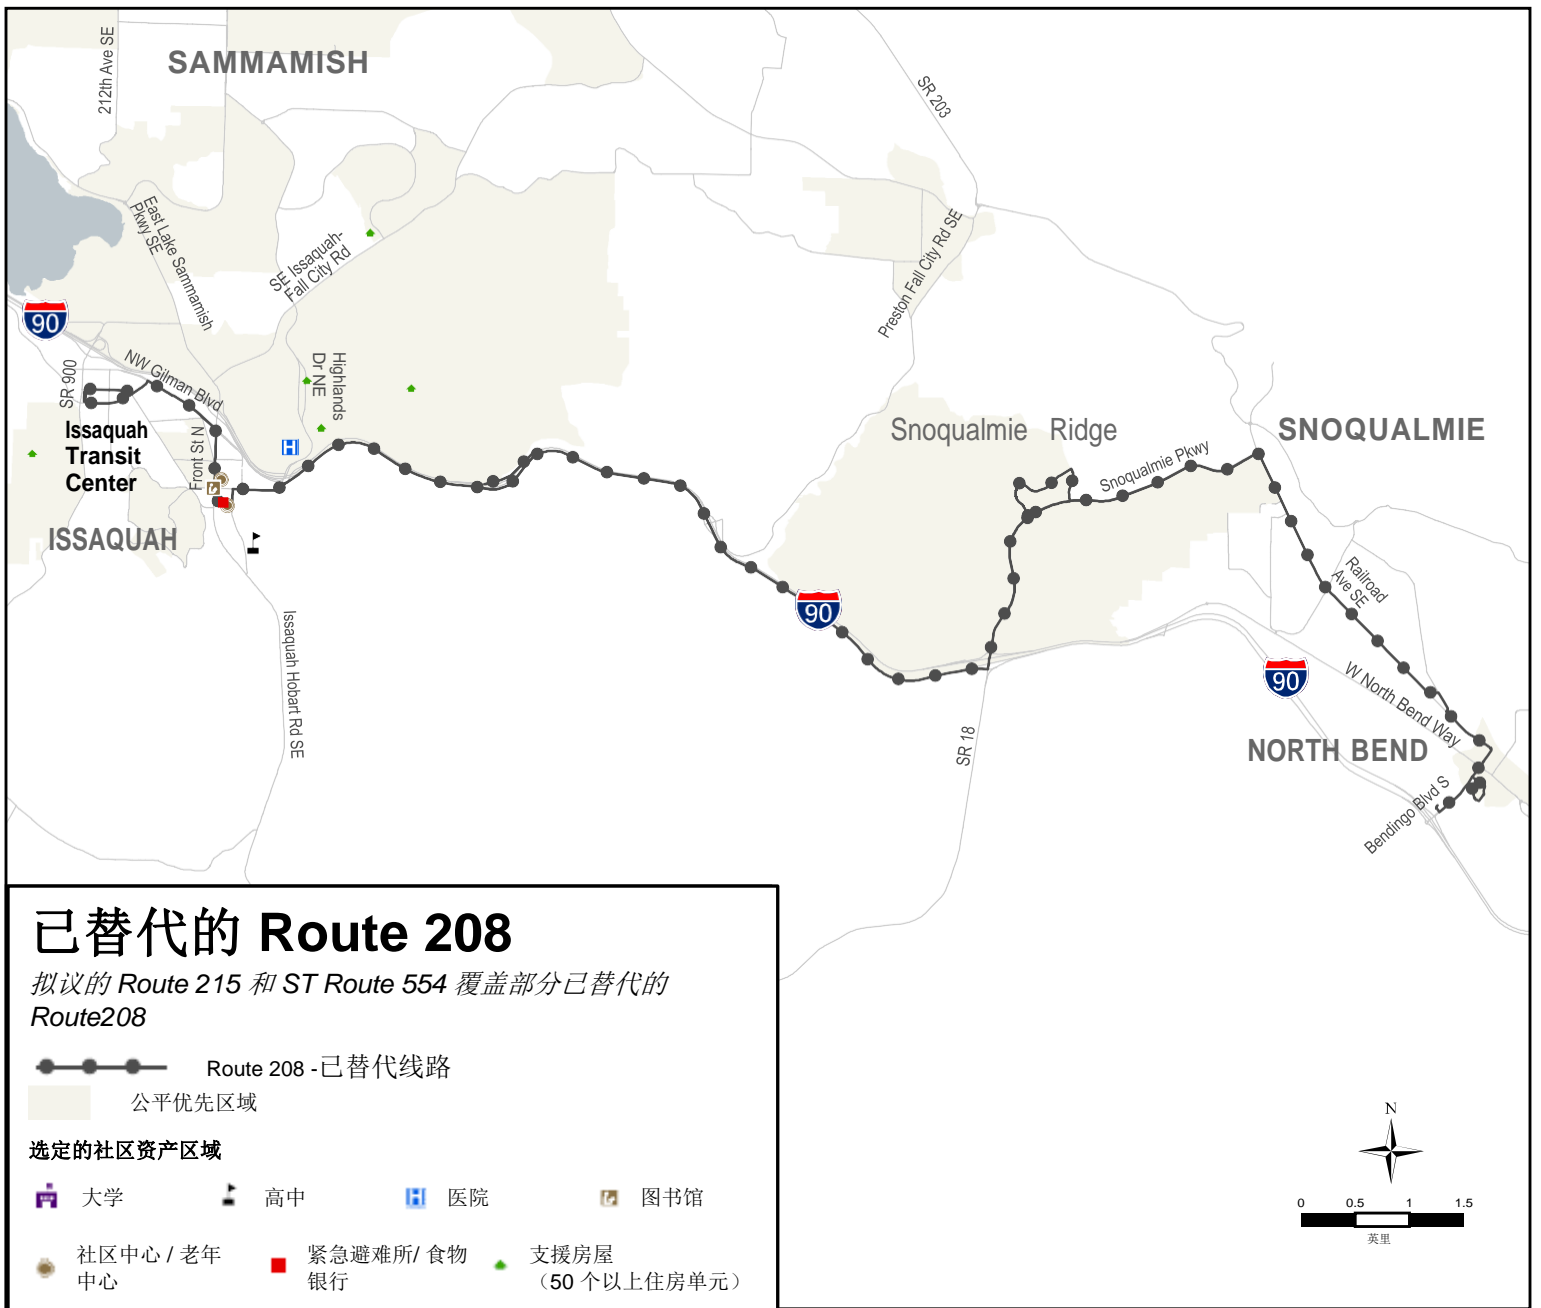 SAMMAMISH
212th Ave SE
SR 203
East Lake Sammamish
Pkwy SE
SE Issaquah-
Fall City Rd
Preston Fall City Rd SE
90
NW Gilman Blvd
SR 900
Highlands
Dr NE
Issaquah
Transit
Center
Front St N
H
ISSAQUAH
Snoqualmie Ridge
Snoqualmie Pkwy
SNOQUALMIE
Railroad
Ave SE
90
Issaquah Hobart Rd SE
90
W North Bend Way
SR 18
NORTH BEND
Bendingo Blvd S
已替代的 Route 208
拟议的 Route 215 和 ST Route 554 覆盖部分已替代的
Route208
Route 208 -已替代线路
公平优先区域
选定的社区资产区域
大学
高中
H
医院
图书馆
社区中心 / 老年
中心
紧急避难所/ 食物
银行
支援房屋
（50 个以上住房单元）
N
0 0.5 1 1.5
英里